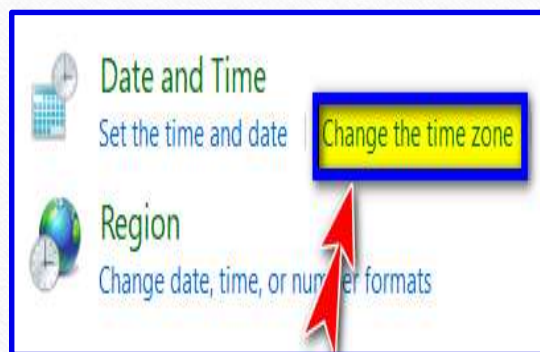 Date and Time
Set the time and date Change the time zone
Region
Change date, time, or number formats